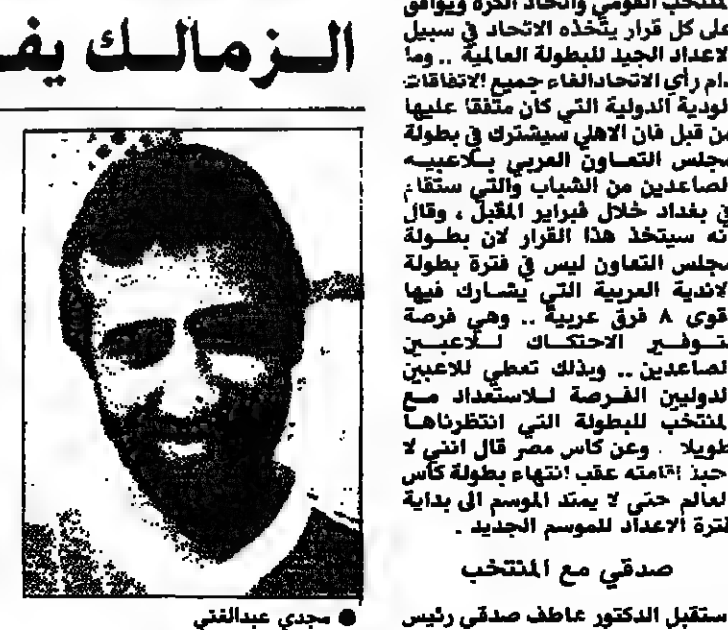 المنتخب القومي واتحاد الكرة ويوافق
على كل قرار يتخذه الاتحاد في سبيل
الاعداد الجيد للبطولة العالمية .. وما
دام رأي الاتحاد الغاء جميع الاتفاقات
الودية الدولية التي كان متفقا عليها
من قبل فان الاهلي سيشترك في بطولة
مجلس التعاون العربي بلاعبيه
الصاعدين من الشباب والتي ستقام
في بغداد خلال فبراير المقبل ، وقال
انه سيتخذ هذا القرار لان بطولة
مجلس التعاون ليس في فترة بطولة
الاندية العربية التي يشارك فيها
اقوى ٨ فرق عربية .. وهي فرصة
لتوفير الاحتكاك للاعبين
الصاعدين .. وبذلك تعطي للاعبين
الدوليين الفرصة للاستعداد مع
المنتخب للبطولة التي انتظرناها
طويلا . وعن كاس مصر قال انني لا
احبذ اقامته عقب انتهاء بطولة كأس
العالم حتى لا يمتد الموسم الى بداية
فترة الاعداد للموسم الجديد .
صدقي مع المنتخب
استقبل الدكتور عاطف صدقي رئيس
الزمالك يفـ
● مجدي عبدالغني